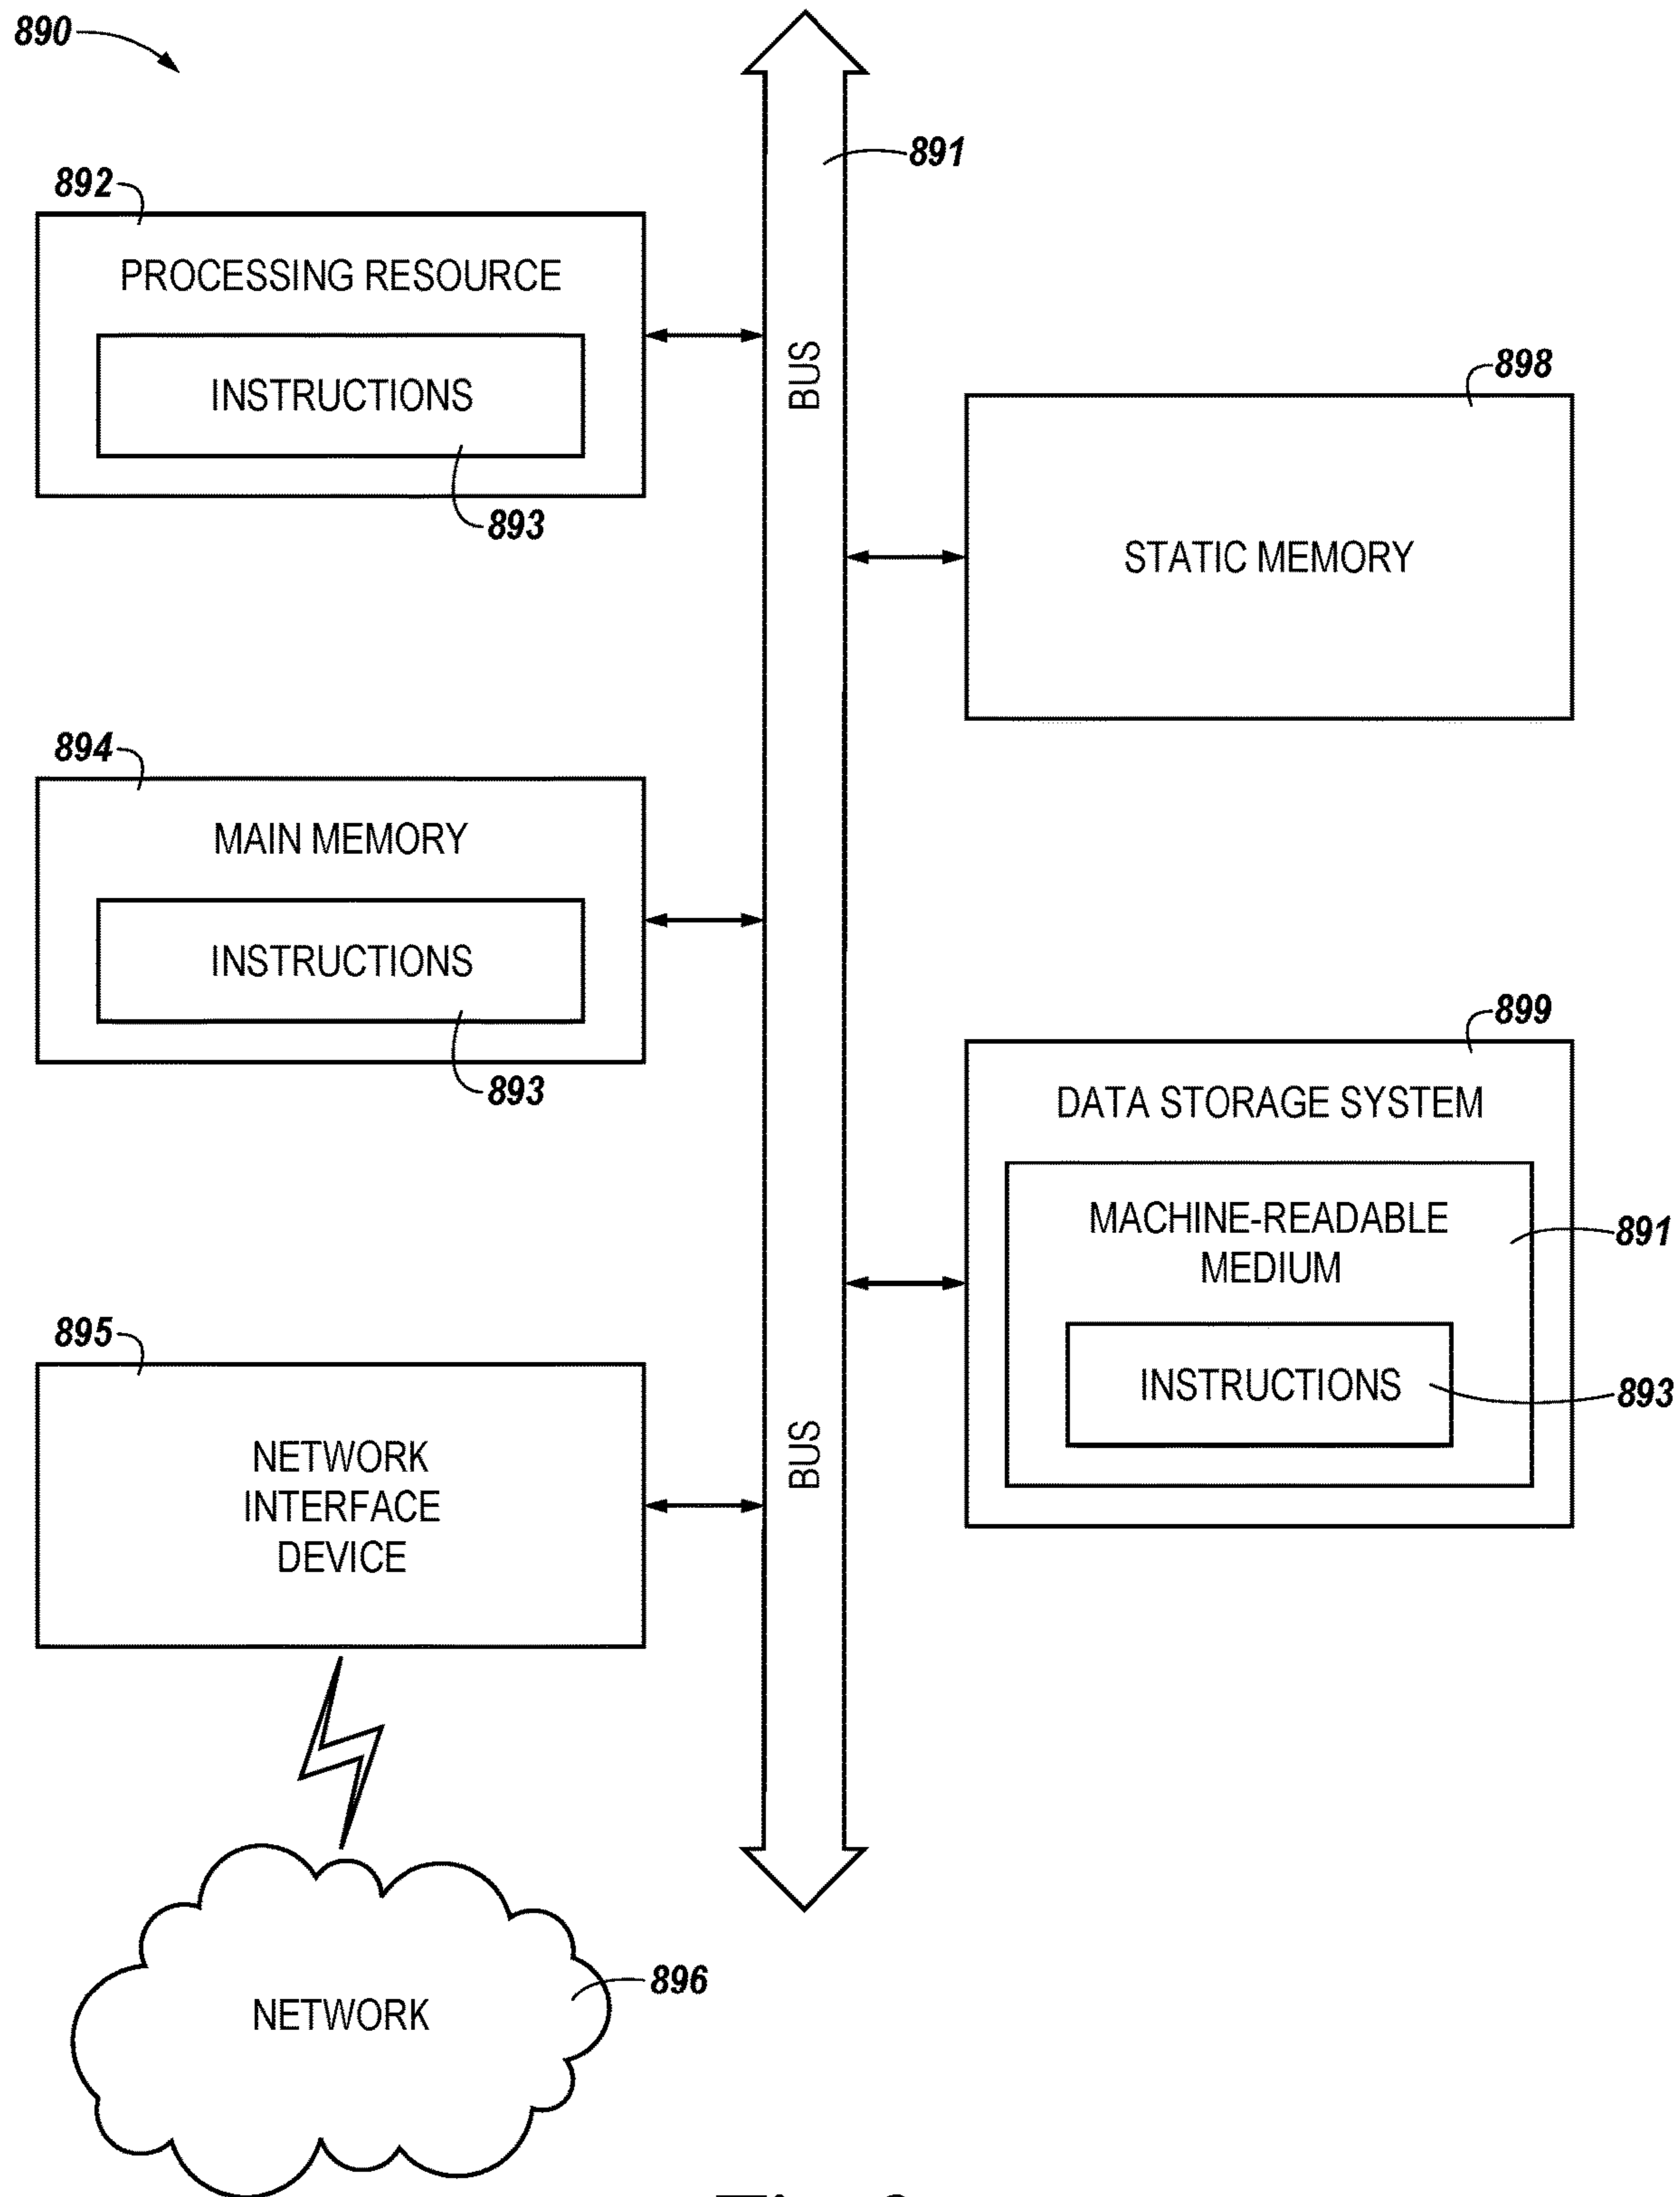 890
891
892
PROCESSING RESOURCE
INSTRUCTIONS
893
BUS
898
STATIC MEMORY
894
MAIN MEMORY
INSTRUCTIONS
893
899
DATA STORAGE SYSTEM
MACHINE-READABLE
MEDIUM
891
INSTRUCTIONS
893
895
NETWORK
INTERFACE
DEVICE
BUS
NETWORK
896